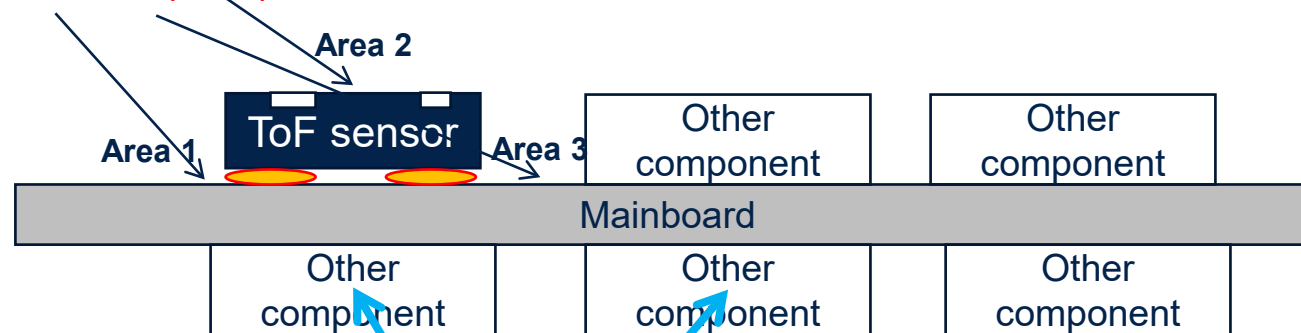 Area 2
ToF sensor
Area 1
Area 3
Other
component
Other
component
Mainboard
Other
component
Other
component
Other
component